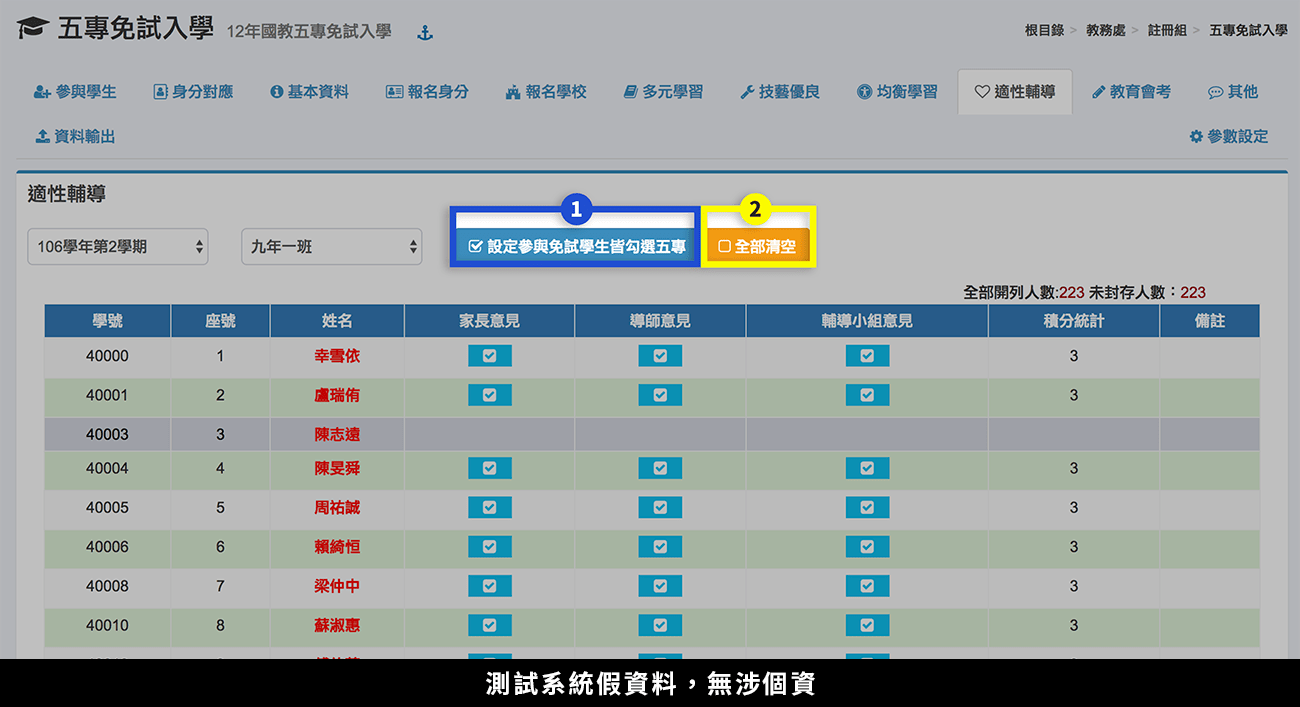 五專免試入學 12年國教五專免試入學
根目錄 > 教務處 > 註冊組 > 五專免試入學
參與學生 身分對應 基本資料 報名身分 報名學校 多元學習 技藝優良 均衡學習 適性輔導 教育會考 其他
資料輸出 參數設定
適性輔導
1 2
106學年第2學期 九年一班 設定參與免試學生皆勾選五專 全部清空
全部開列人數:223 未封存人數：223
學號 座號 姓名 家長意見 導師意見 輔導小組意見 積分統計 備註
40000 1 幸雪依 3
40001 2 盧瑞侑 3
40003 3 陳志遠
40004 4 陳旻舜 3
40005 5 周祐誠 3
40006 6 賴綺恒 3
40008 7 梁仲中 3
40010 8 蘇淑惠 3
測試系統假資料，無涉個資